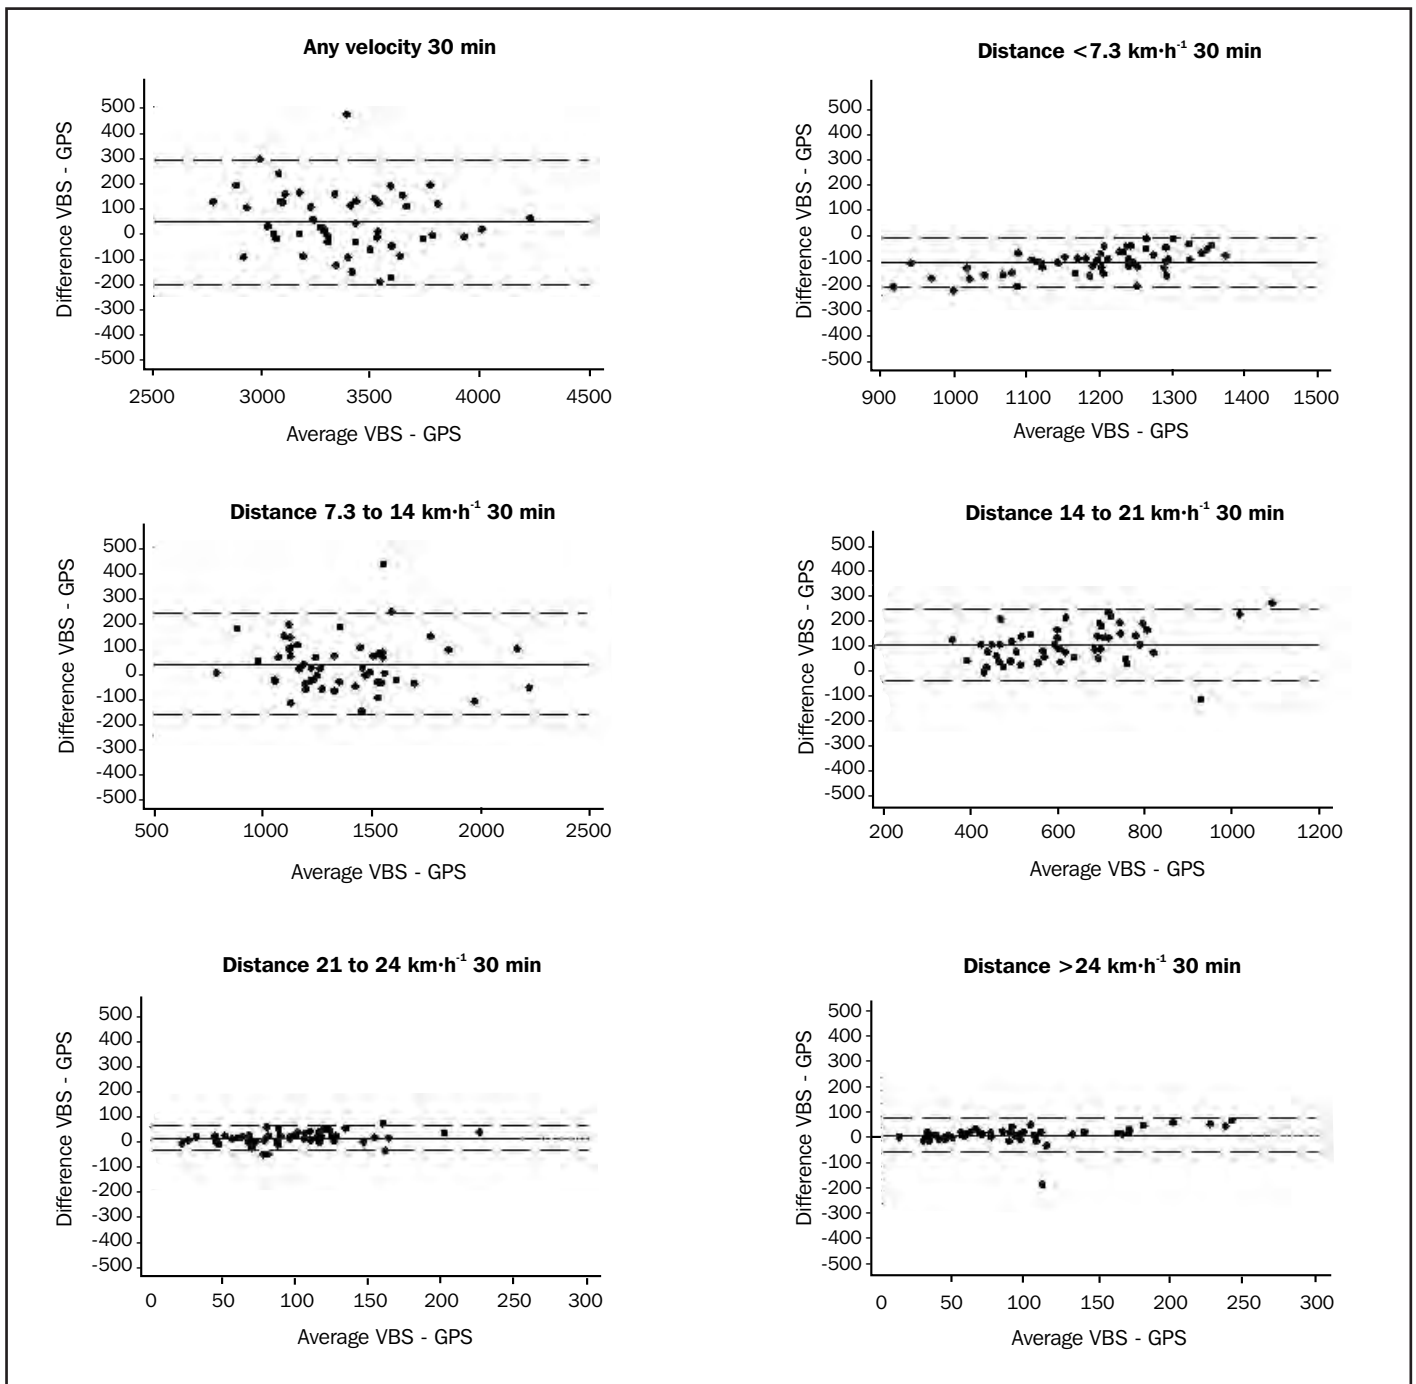 Any velocity 30 min
Difference VBS - GPS
500
400
300
200
100
0
-100
-200
-300
-400
-500
2500 3000 3500 4000 4500
Average VBS - GPS
Distance <7.3 km·h-1 30 min
Difference VBS - GPS
500
400
300
200
100
0
-100
-200
-300
-400
-500
900 1000 1100 1200 1300 1400 1500
Average VBS - GPS
Distance 7.3 to 14 km·h-1 30 min
Difference VBS - GPS
500
400
300
200
100
0
-100
-200
-300
-400
-500
500 1000 1500 2000 2500
Average VBS - GPS
Distance 14 to 21 km·h-1 30 min
Difference VBS - GPS
500
400
300
200
100
0
-100
-200
-300
-400
-500
200 400 600 800 1000 1200
Average VBS - GPS
Distance 21 to 24 km·h-1 30 min
Difference VBS - GPS
500
400
300
200
100
0
-100
-200
-300
-400
-500
0 50 100 150 200 250 300
Average VBS - GPS
Distance >24 km·h-1 30 min
Difference VBS - GPS
500
400
300
200
100
0
-100
-200
-300
-400
-500
0 50 100 150 200 250 300
Average VBS - GPS